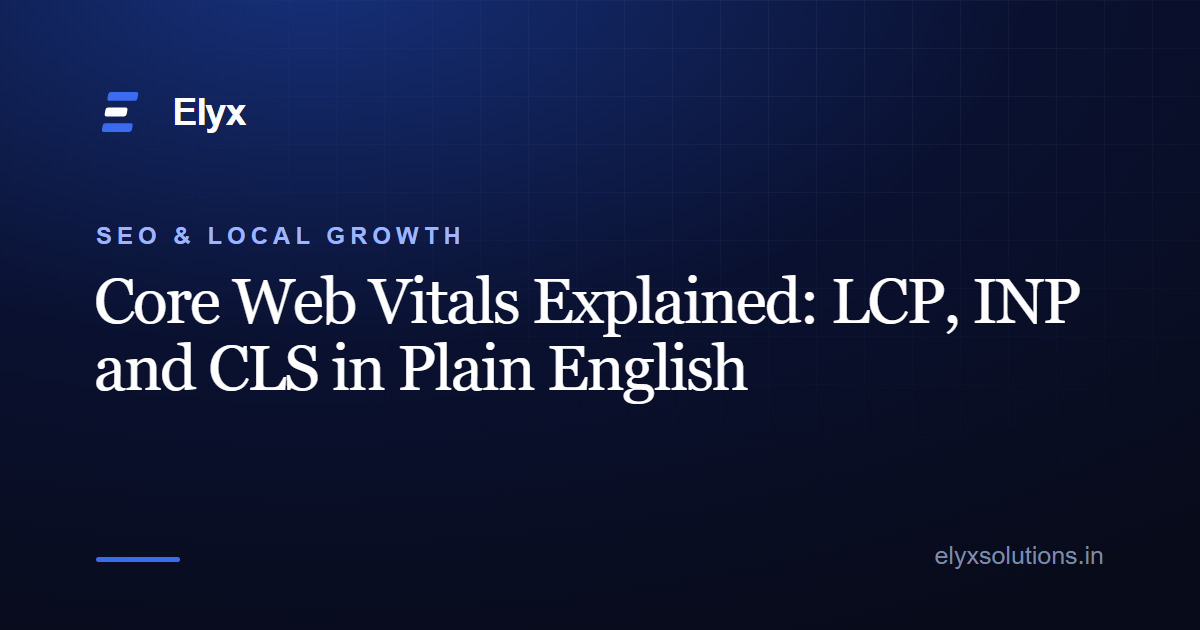 Elyx
SEO & LOCAL GROWTH
Core Web Vitals Explained: LCP, INP
and CLS in Plain English
elyxsolutions.in